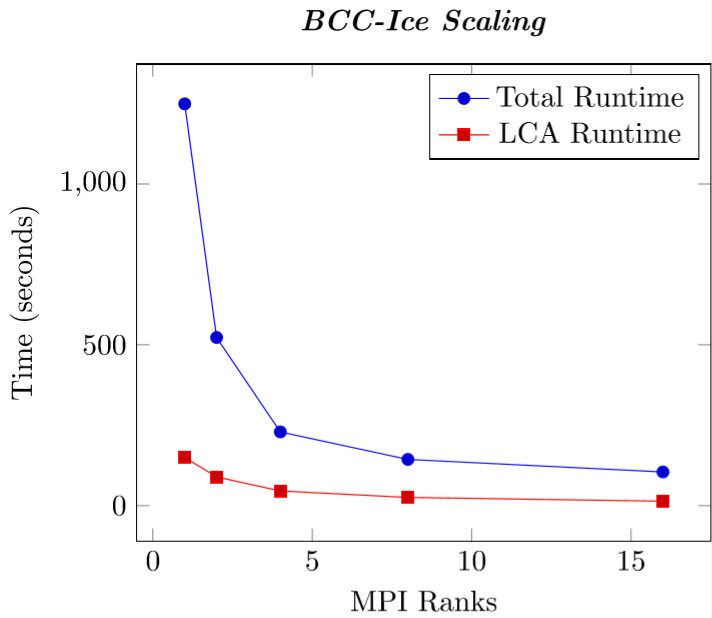 BCC-Ice Scaling
Total Runtime
LCA Runtime
1,000
500
0
Time (seconds)
0 5 10 15
MPI Ranks